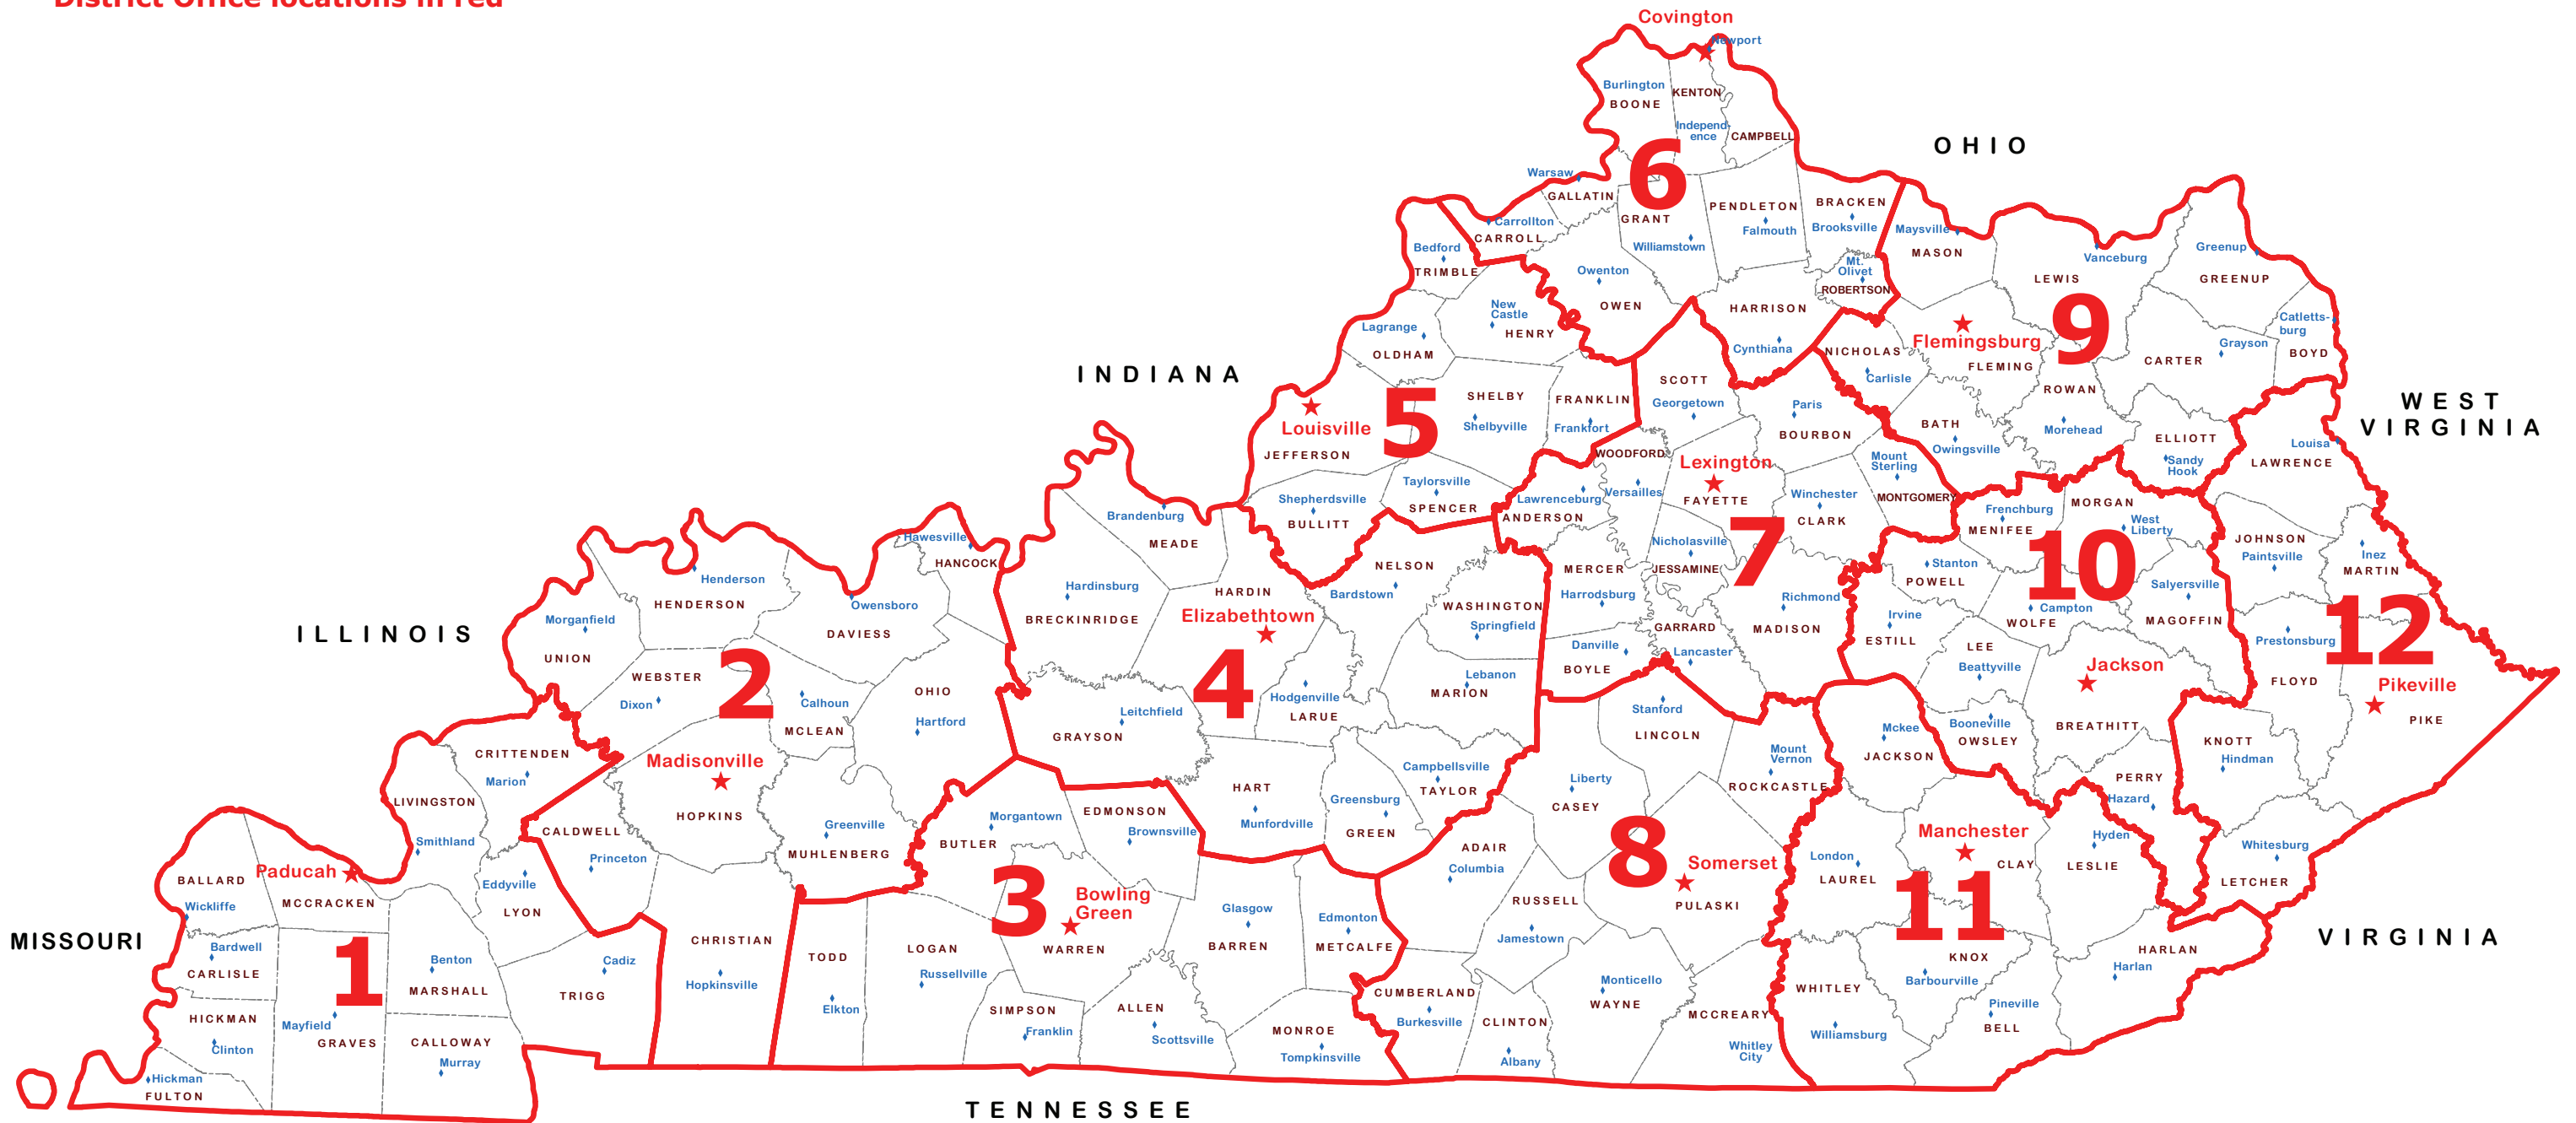 District Office locations in red
Covington
Newport
Burlington
BOONE
KENTON
Independ-
ence
CAMPBELL
OHIO
6
Warsaw
GALLATIN
GRANT
Williamstown
PENDLETON
Falmouth
BRACKEN
Brooksville
Carrollton
CARROLL
Owenton
OWEN
Mt.
Olivet
ROBERTSON
HARRISON
Cynthiana
Maysville
MASON
Vanceburg
LEWIS
Greenup
GREENUP
9
Flemingsburg
FLEMING
Catletts-
burg
BOYD
Grayson
CARTER
NICHOLAS
Carlisle
ROWAN
Morehead
BATH
Owingsville
ELLIOTT
Sandy
Hook
WEST
VIRGINIA
INDIANA
Bedford
TRIMBLE
New
Castle
HENRY
Lagrange
OLDHAM
Louisville
JEFFERSON
5
SHELBY
Shelbyville
FRANKLIN
Frankfort
Taylorsville
SPENCER
Shepherdsville
BULLITT
SCOTT
Georgetown
Paris
BOURBON
WOODFORD
Versailles
Lexington
FAYETTE
Lawrenceburg
ANDERSON
Winchester
CLARK
Mount
Sterling
MONTGOMERY
7
Nicholasville
JESSAMINE
MERCER
Harrodsburg
Richmond
MADISON
GARRARD
Lancaster
Danville
BOYLE
Louisa
LAWRENCE
MORGAN
West
Liberty
Frenchburg
MENIFEE
10
Stanton
POWELL
Salyersville
MAGOFFIN
Campton
WOLFE
Irvine
ESTILL
LEE
Beattyville
Jackson
BREATHITT
Booneville
OWSLEY
PERRY
Hazard
JOHNSON
Paintsville
Inez
MARTIN
12
Prestonsburg
FLOYD
Pikeville
PIKE
KNOTT
Hindman
Whitesburg
LETCHER
VIRGINIA
ILLINOIS
Henderson
HENDERSON
Morganfield
UNION
Hawesville
HANCOCK
Owensboro
DAVIESS
WEBSTER
Dixon
2
Calhoun
MCLEAN
OHIO
Hartford
Madisonville
HOPKINS
Greenville
MUHLENBERG
CALDWELL
Princeton
CHRISTIAN
Hopkinsville
Brandenburg
MEADE
Hardinsburg
BRECKINRIDGE
HARDIN
Elizabethtown
NELSON
Bardstown
WASHINGTON
Springfield
4
Hodgenville
LARUE
Lebanon
MARION
Leitchfield
GRAYSON
HART
Munfordville
Campbellsville
TAYLOR
Greensburg
GREEN
CRITTENDEN
Marion
LIVINGSTON
Smithland
Paducah
BALLARD
Wickliffe
MCCRACKEN
Eddyville
LYON
MISSOURI
Bardwell
CARLISLE
1
Benton
MARSHALL
Cadiz
TRIGG
HICKMAN
Clinton
Mayfield
GRAVES
CALLOWAY
Murray
Hickman
FULTON
Morgantown
BUTLER
EDMONSON
Brownsville
3
Bowling
Green
WARREN
Glasgow
BARREN
Edmonton
METCALFE
LOGAN
Russellville
TODD
Elkton
SIMPSON
Franklin
ALLEN
Scottsville
MONROE
Tompkinsville
TENNESSEE
Stanford
LINCOLN
Mount
Vernon
ROCKCASTLE
Liberty
CASEY
8
Somerset
PULASKI
ADAIR
Columbia
RUSSELL
Jamestown
CUMBERLAND
Burkesville
CLINTON
Albany
Monticello
WAYNE
MCCREARY
Whitley
City
Mckee
JACKSON
Manchester
CLAY
London
LAUREL
Hyden
LESLIE
11
KNOX
Barbourville
WHITLEY
Williamsburg
Pineville
BELL
HARLAN
Harlan